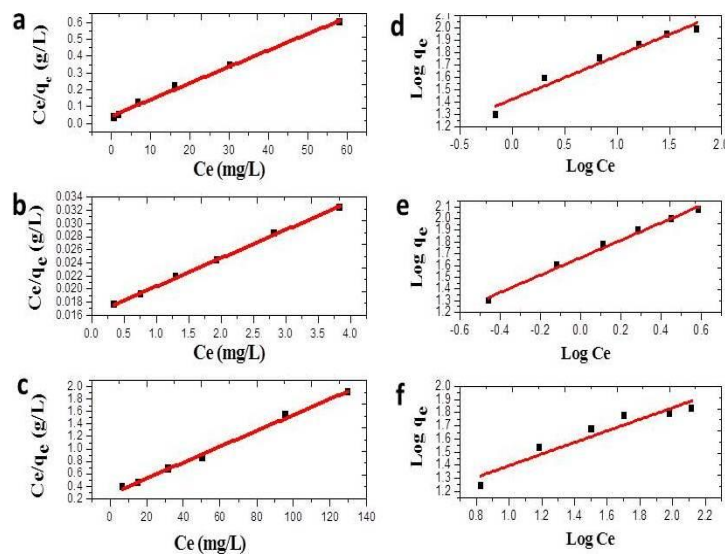 a
Ce/qe (g/L)
0.6
0.5
0.4
0.3
0.2
0.1
0.0
0 10 20 30 40 50 60
Ce (mg/L)
d
Log qe
2.1
2.0
1.9
1.8
1.7
1.6
1.5
1.4
1.3
1.2
-0.5 0.0 0.5 1.0 1.5 2.0
Log Ce
b
Ce/qe (g/L)
0.034
0.032
0.030
0.028
0.026
0.024
0.022
0.020
0.018
0.016
0.0 0.5 1.0 1.5 2.0 2.5 3.0 3.5 4.0
Ce (mg/L)
e
Log qe
2.1
2.0
1.9
1.8
1.7
1.6
1.5
1.4
1.3
1.2
-0.6 -0.4 -0.2 0.0 0.2 0.4 0.6
Log Ce
c
Ce/qe (g/L)
2.0
1.8
1.6
1.4
1.2
1.0
0.8
0.6
0.4
0.2
0 20 40 60 80 100 120 140
Ce (mg/L)
f
Log qe
2.0
1.9
1.8
1.7
1.6
1.5
1.4
1.3
1.2
0.8 1.0 1.2 1.4 1.6 1.8 2.0 2.2
Log Ce